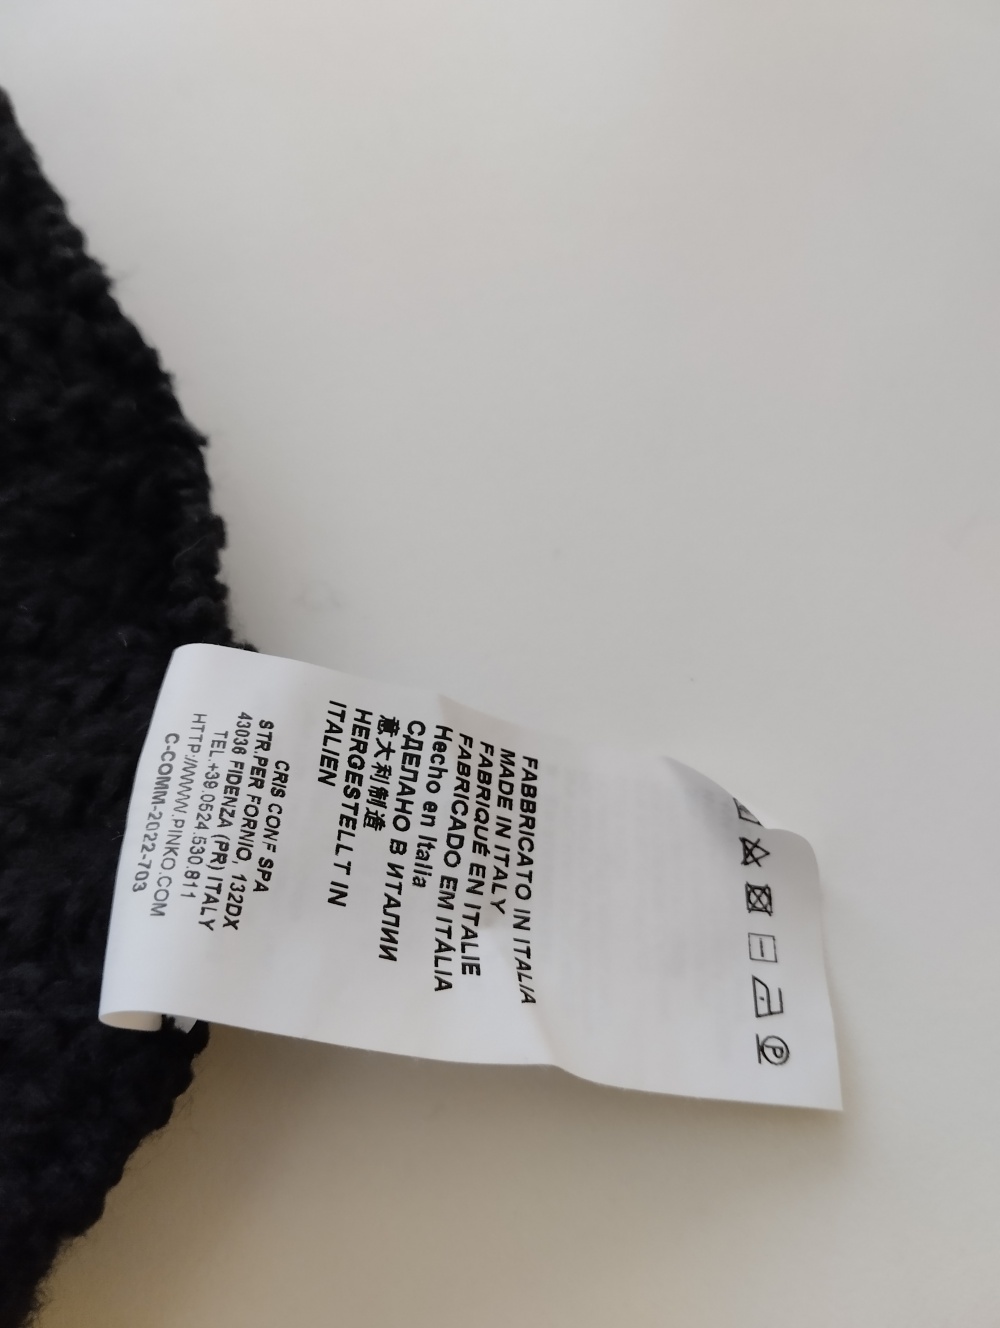 FABBRICATO IN ITALIA
MADE IN ITALY
FABRIQUÉ EN ITALIE
FABRICADO EM ITÁLIA
Hecho en Italia
СДЕЛАНО В ИТАЛИИ
意大利制造
HERGESTELLT IN
ITALIEN
CRIS CONF SPA
STR.PER FORNIO, 132DX
43036 FIDENZA (PR) ITALY
TEL.+39.0524.530.811
HTTP://WWW.PINKO.COM
C-COMM-2022-703
P